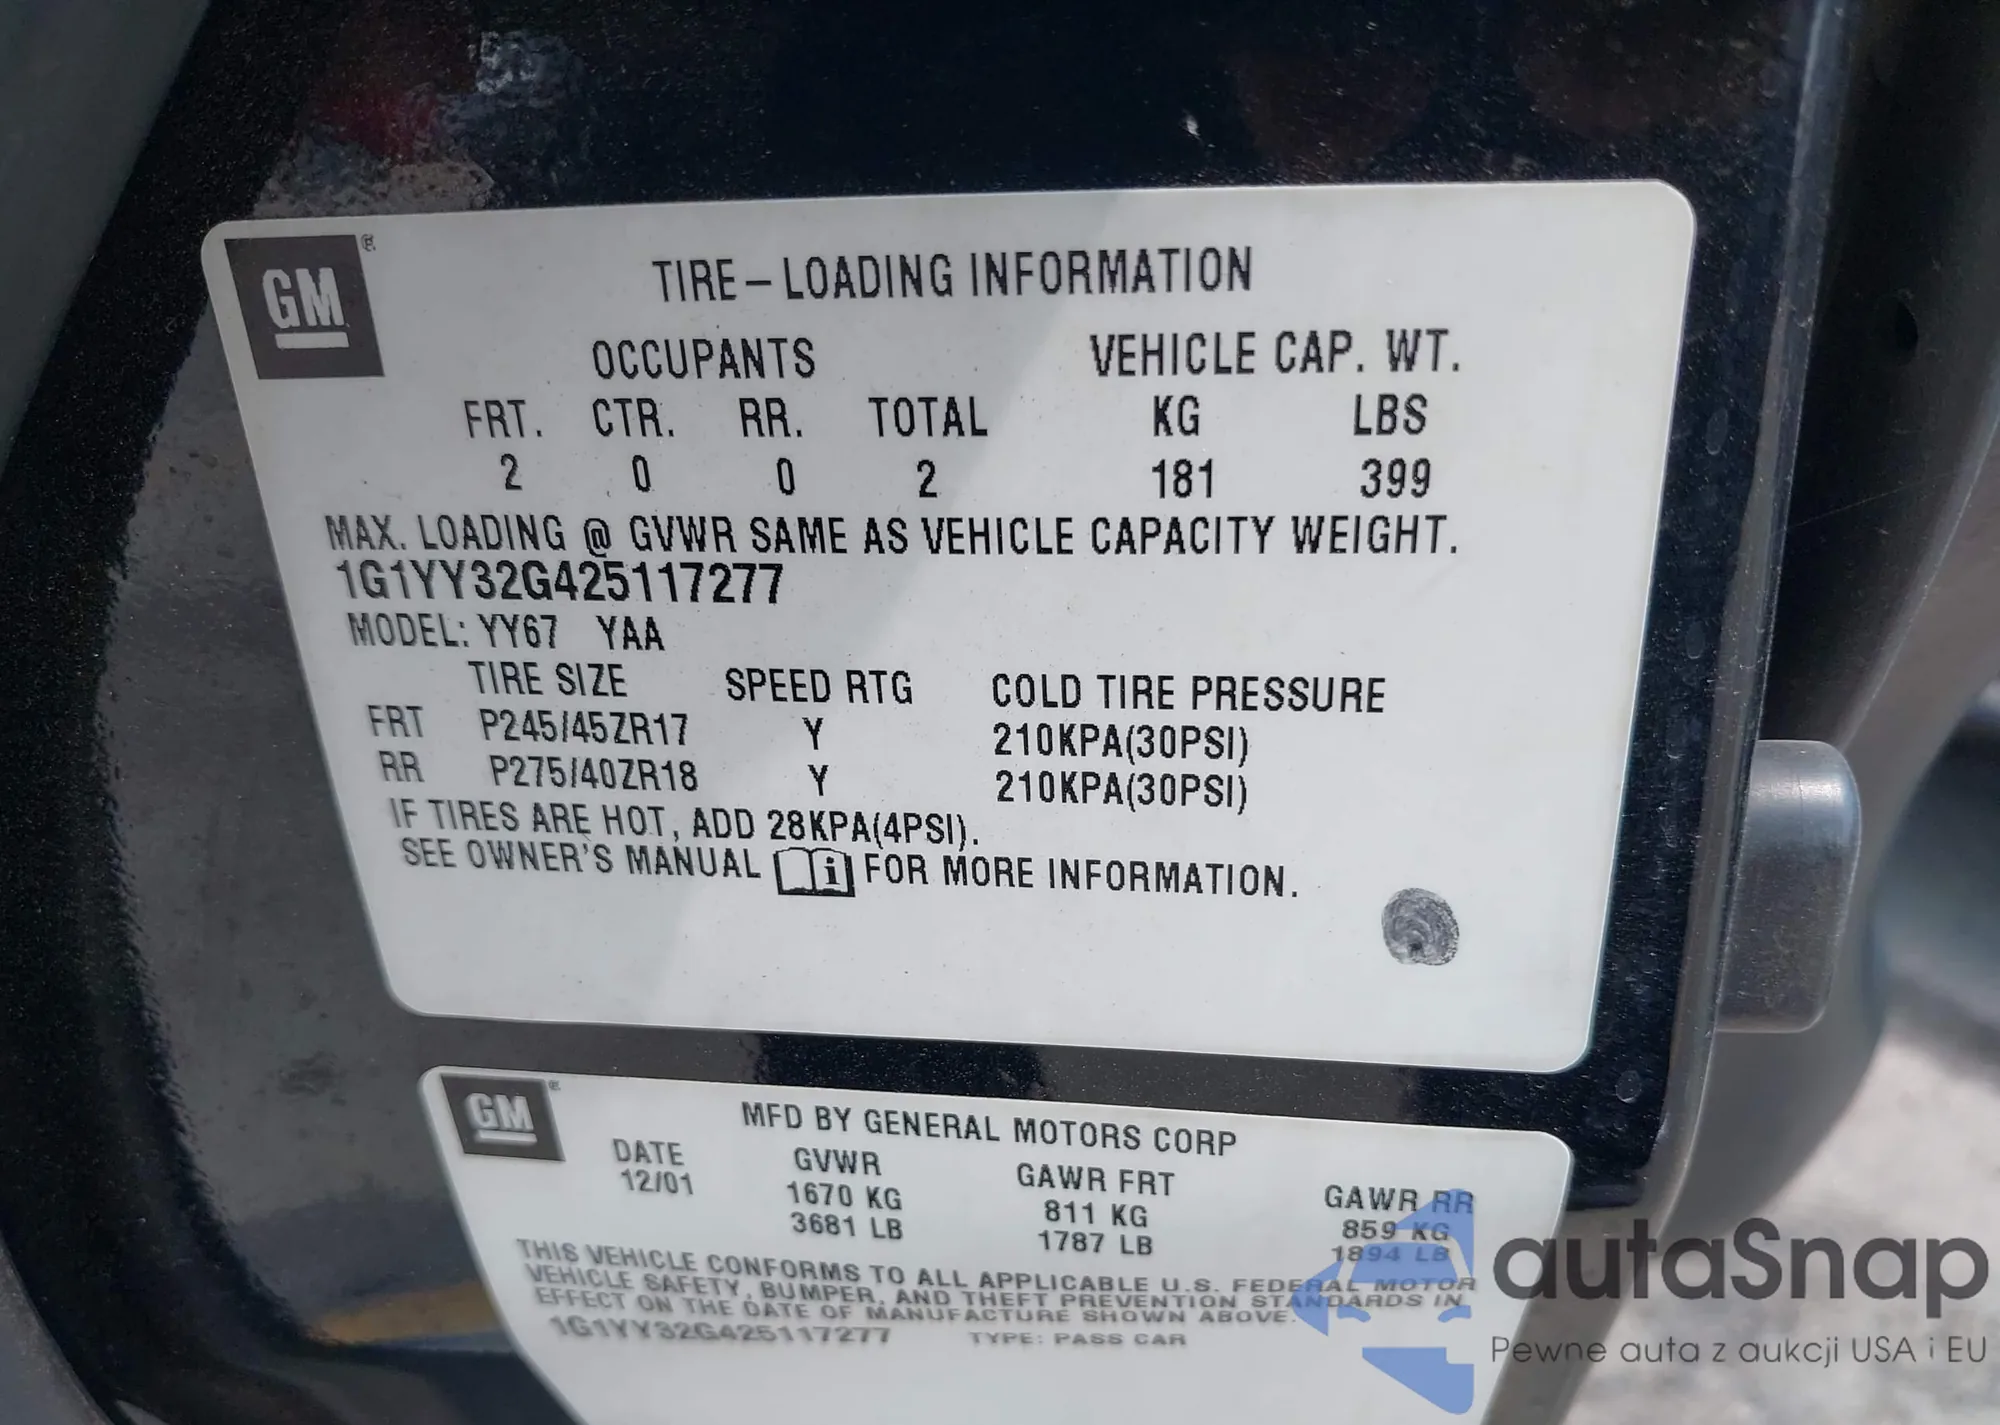 GM ®
TIRE – LOADING INFORMATION
OCCUPANTS VEHICLE CAP. WT.
FRT. CTR. RR. TOTAL KG LBS
2 0 0 2 181 399
MAX. LOADING @ GVWR SAME AS VEHICLE CAPACITY WEIGHT.
1G1YY32G425117277
MODEL: YY67 YAA
TIRE SIZE SPEED RTG COLD TIRE PRESSURE
FRT P245/45ZR17 Y 210KPA(30PSI)
RR P275/40ZR18 Y 210KPA(30PSI)
IF TIRES ARE HOT, ADD 28KPA(4PSI).
SEE OWNER'S MANUAL i FOR MORE INFORMATION.
GM ®
MFD BY GENERAL MOTORS CORP
DATE GVWR GAWR FRT GAWR RR
12/01 1670 KG 811 KG 859 KG
3681 LB 1787 LB 1894 LB
THIS VEHICLE CONFORMS TO ALL APPLICABLE U.S. FEDERAL MOTOR
VEHICLE SAFETY, BUMPER, AND THEFT PREVENTION STANDARDS IN
EFFECT ON THE DATE OF MANUFACTURE SHOWN ABOVE.
1G1YY32G425117277 TYPE: PASS CAR
autaSnap
Pewne auta z aukcji USA i EU